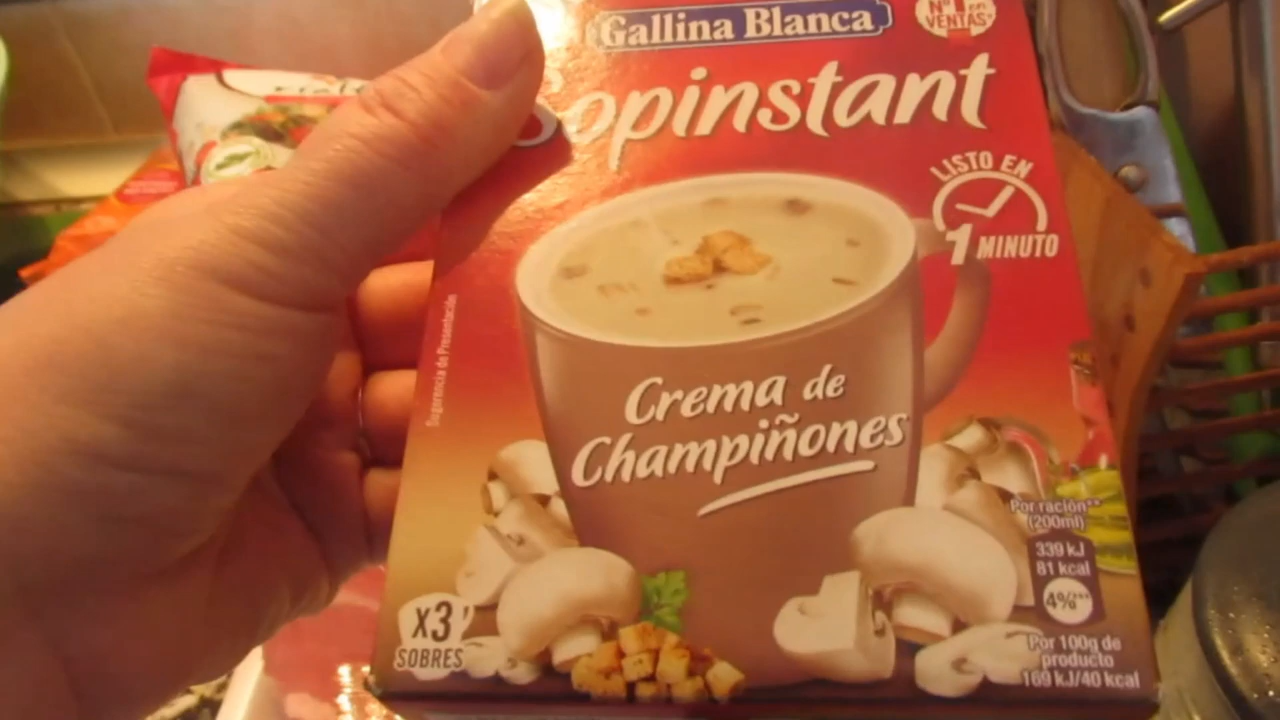 Gallina Blanca
Nº1 en
VENTAS*
Sopinstant
LISTO EN
1 MINUTO
Sugerencia de Presentación
Crema de
Champiñones
Por ración**
(200ml)
339 kJ
81 kcal
4%***
X3
SOBRES
Por 100g de
producto
169 kJ/40 kcal